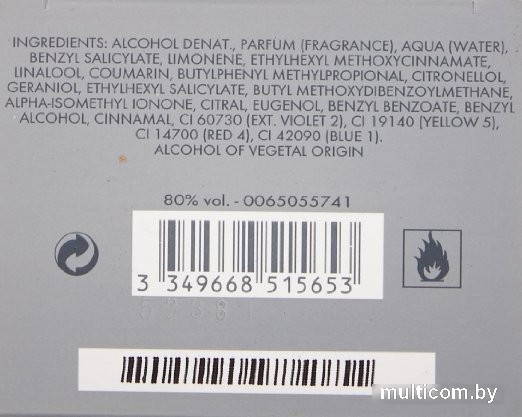 INGREDIENTS: ALCOHOL DENAT., PARFUM (FRAGRANCE), AQUA (WATER),
BENZYL SALICYLATE, LIMONENE, ETHYLHEXYL METHOXYCINNAMATE,
LINALOOL, COUMARIN, BUTYLPHENYL METHYLPROPIONAL, CITRONELLOL,
GERANIOL, ETHYLHEXYL SALICYLATE, BUTYL METHOXYDIBENZOYLMETHANE,
ALPHA-ISOMETHYL IONONE, CITRAL, EUGENOL, BENZYL BENZOATE, BENZYL
ALCOHOL, CINNAMAL, CI 60730 (EXT. VIOLET 2), CI 19140 (YELLOW 5),
CI 14700 (RED 4), CI 42090 (BLUE 1).
ALCOHOL OF VEGETAL ORIGIN
80% vol. - 0065055741
3 349668 515653
multicom.by